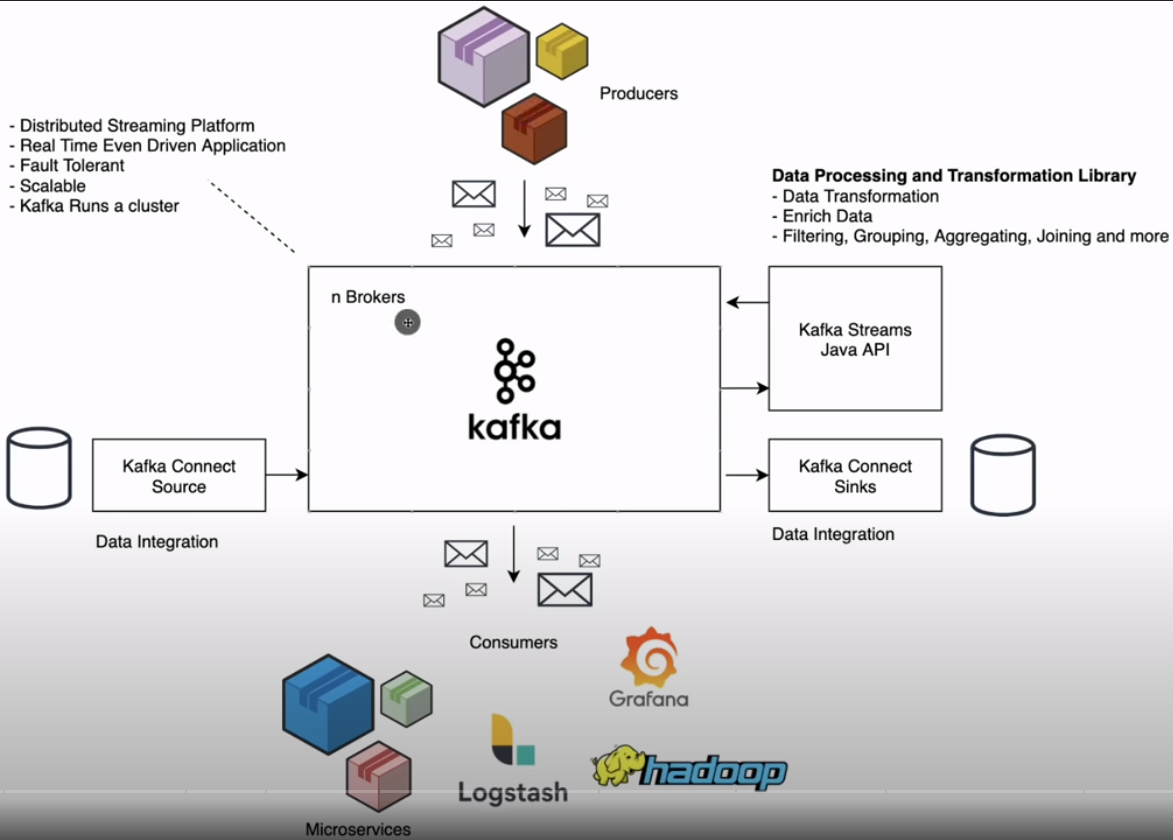 Producers
- Distributed Streaming Platform
- Real Time Even Driven Application
- Fault Tolerant
- Scalable
- Kafka Runs a cluster
Data Processing and Transformation Library
- Data Transformation
- Enrich Data
- Filtering, Grouping, Aggregating, Joining and more
n Brokers
kafka
Kafka Streams
Java API
Kafka Connect
Source
Data Integration
Kafka Connect
Sinks
Data Integration
Consumers
Grafana
Logstash
hadoop
Microservices